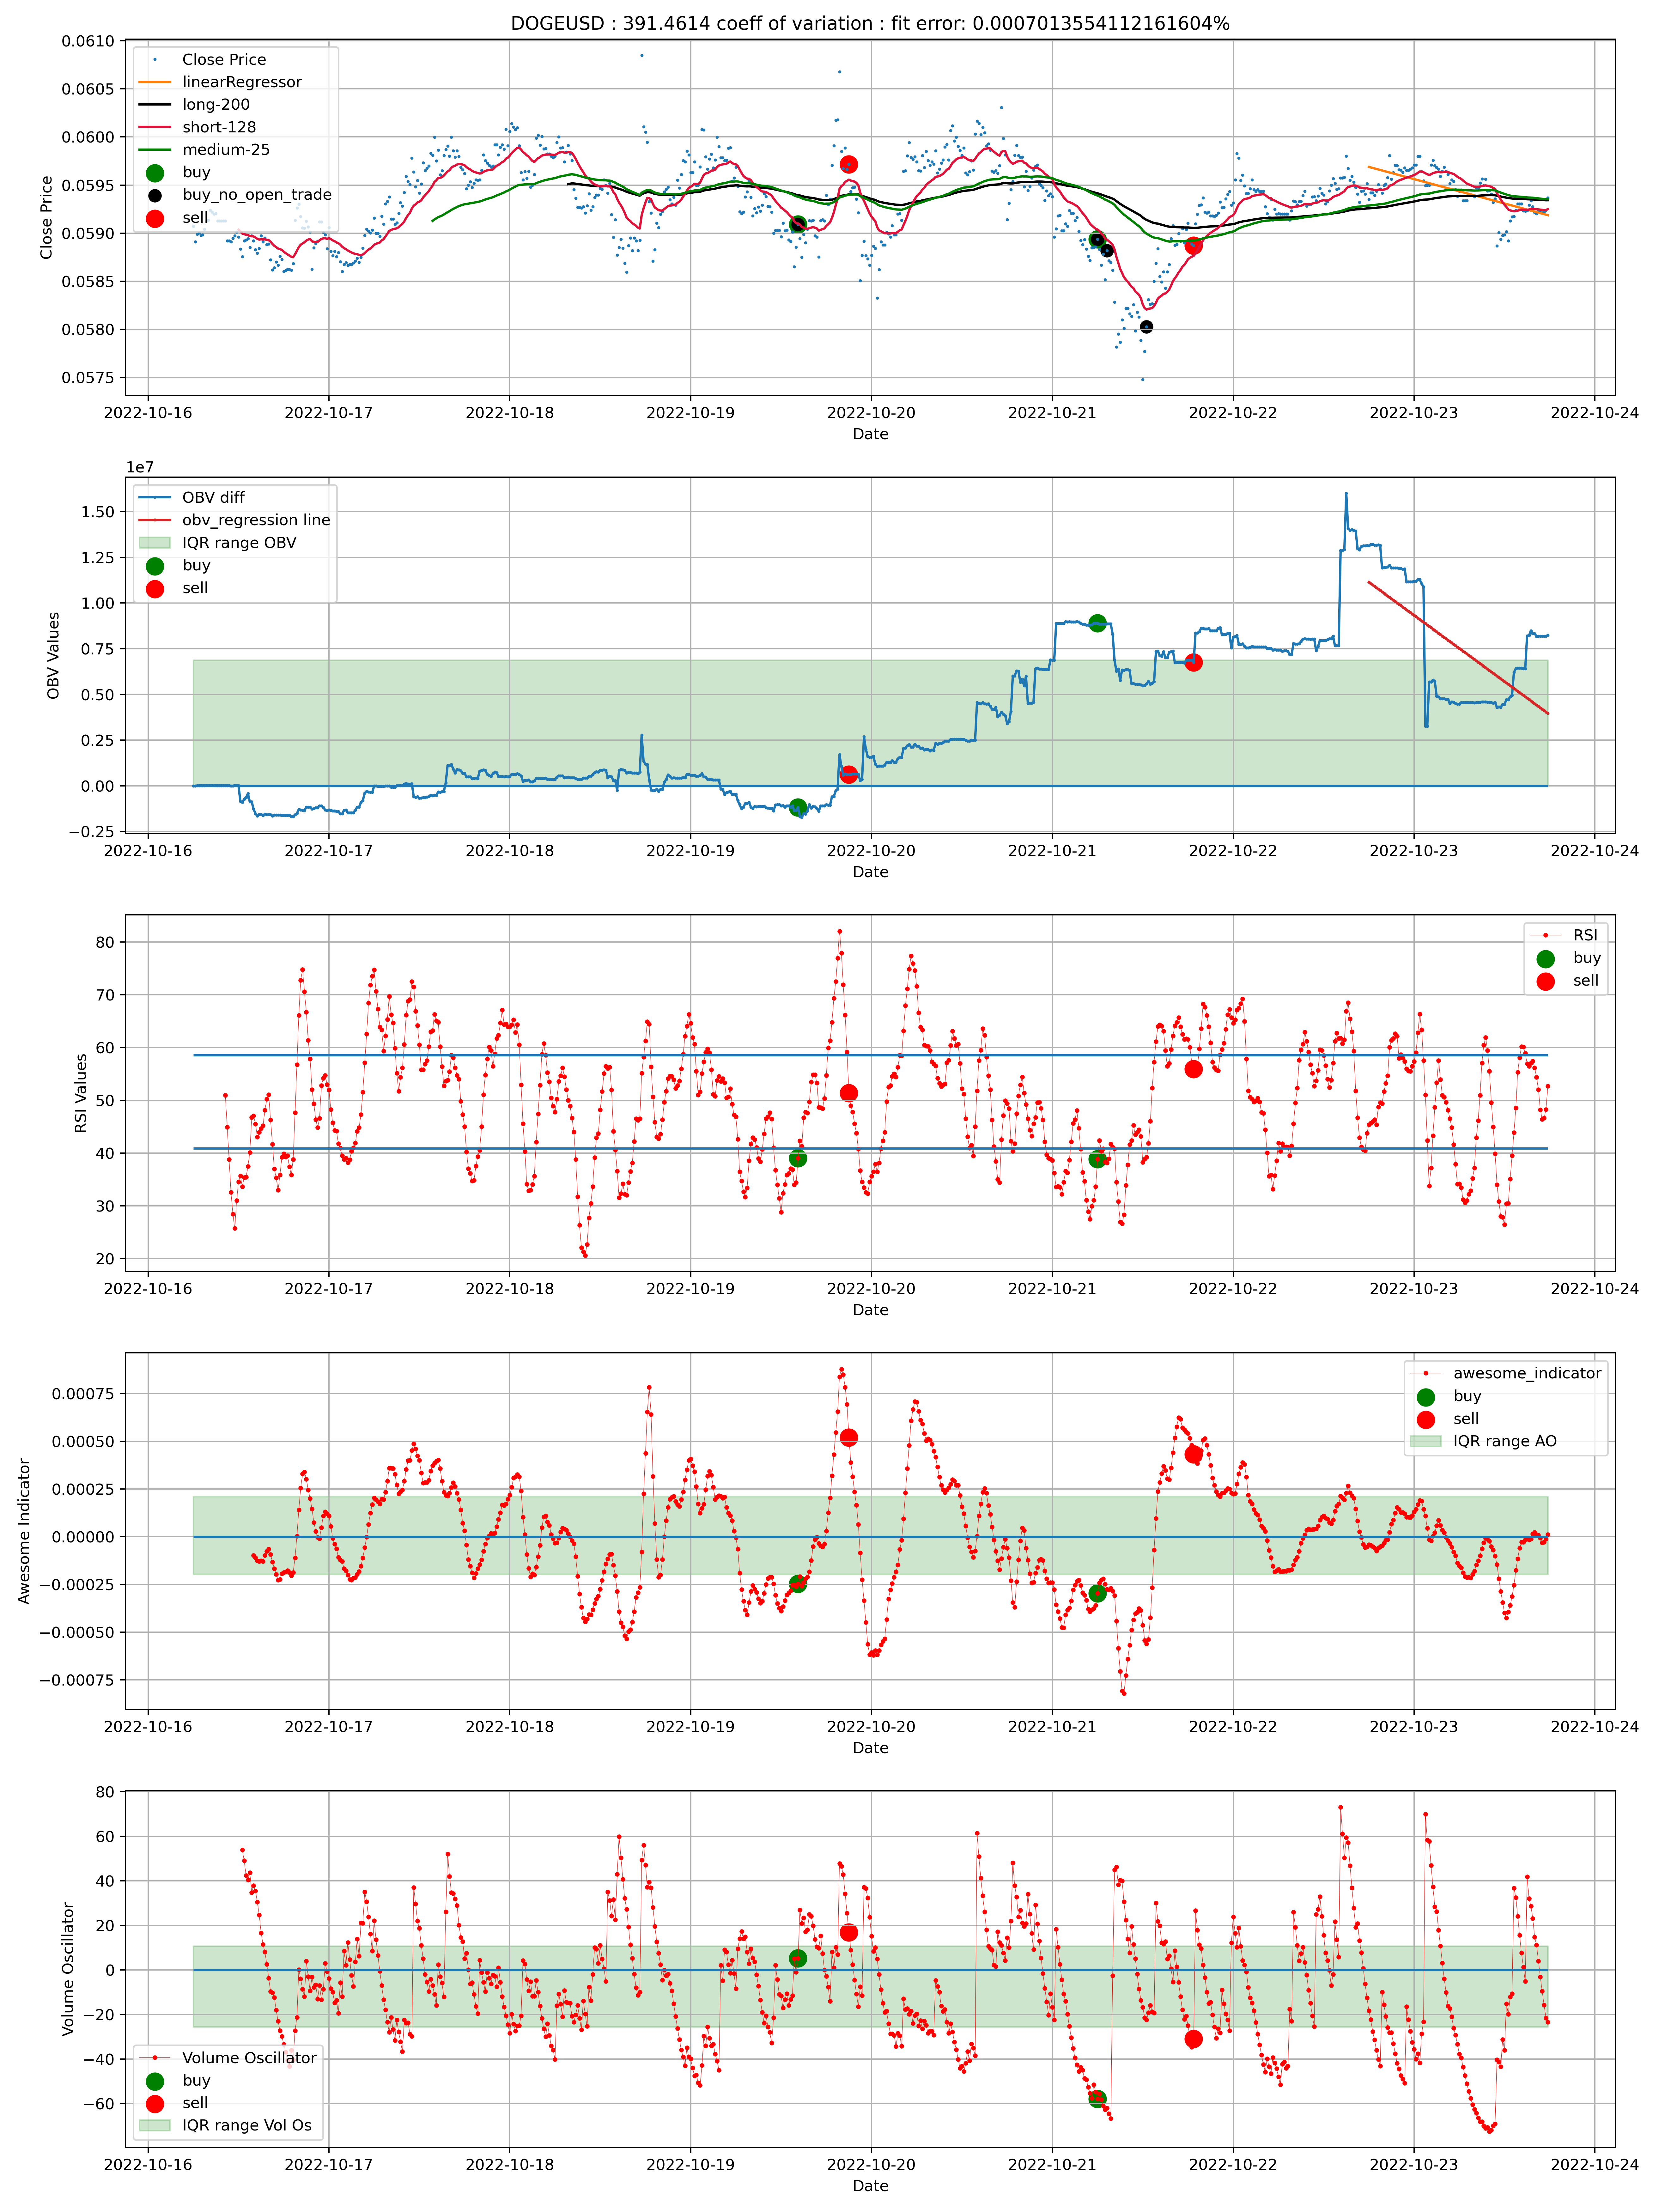 DOGEUSD : 391.4614 coeff of variation : fit error: 0.0007013554112161604%
0.0610
0.0605
0.0600
0.0595
0.0590
0.0585
0.0580
0.0575
Close Price
Close Price
linearRegressor
long-200
short-128
medium-25
buy
buy_no_open_trade
sell
2022-10-16 2022-10-17 2022-10-18 2022-10-19 2022-10-20 2022-10-21 2022-10-22 2022-10-23 2022-10-24
Date
1e7
1.50
1.25
1.00
0.75
0.50
0.25
0.00
−0.25
OBV Values
OBV diff
obv_regression line
IQR range OBV
buy
sell
2022-10-16 2022-10-17 2022-10-18 2022-10-19 2022-10-20 2022-10-21 2022-10-22 2022-10-23 2022-10-24
Date
80
70
60
50
40
30
20
RSI Values
RSI
buy
sell
2022-10-16 2022-10-17 2022-10-18 2022-10-19 2022-10-20 2022-10-21 2022-10-22 2022-10-23 2022-10-24
Date
0.00075
0.00050
0.00025
0.00000
−0.00025
−0.00050
−0.00075
Awesome Indicator
awesome_indicator
buy
sell
IQR range AO
2022-10-16 2022-10-17 2022-10-18 2022-10-19 2022-10-20 2022-10-21 2022-10-22 2022-10-23 2022-10-24
Date
80
60
40
20
0
−20
−40
−60
Volume Oscillator
Volume Oscillator
buy
sell
IQR range Vol Os
2022-10-16 2022-10-17 2022-10-18 2022-10-19 2022-10-20 2022-10-21 2022-10-22 2022-10-23 2022-10-24
Date